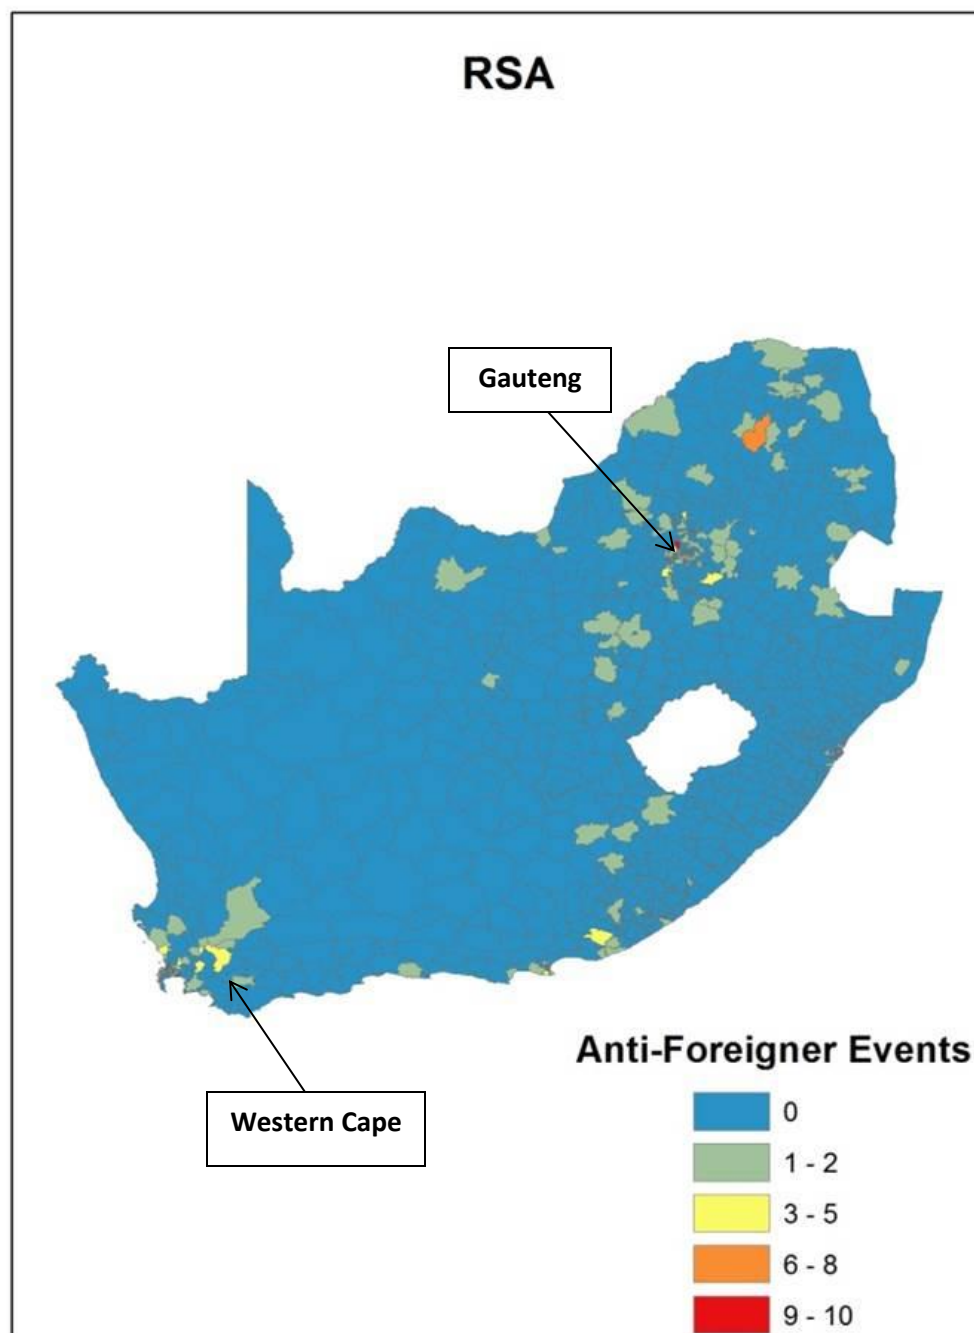 RSA
Gauteng
Western Cape
Anti-Foreigner Events
0
1 - 2
3 - 5
6 - 8
9 - 10